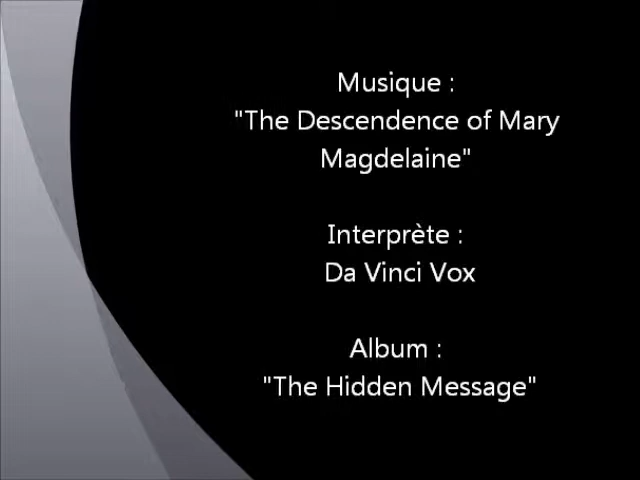 Musique :
"The Descendence of Mary
Magdelaine"
Interprète :
Da Vinci Vox
Album :
"The Hidden Message"